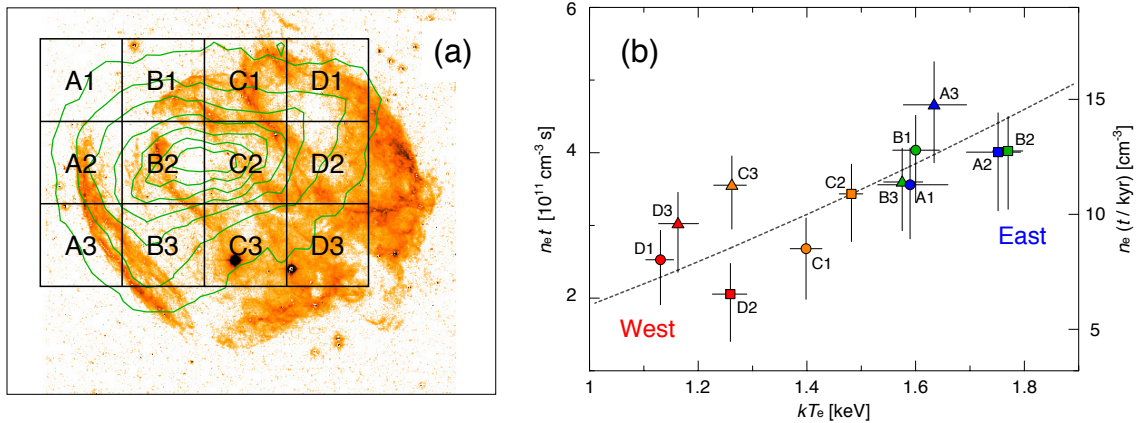 (a)
A1 B1 C1 D1
A2 B2 C2 D2
A3 B3 C3 D3
(b)
6
4
2
nₑt [10¹¹ cm⁻³ s]
1 1.2 1.4 1.6 1.8
kTₑ [keV]
15
10
5
nₑ (t / kyr) [cm⁻³]
A3
B1
B2
A2
C3
C2
B3
A1
D3
D1
C1
D2
East
West